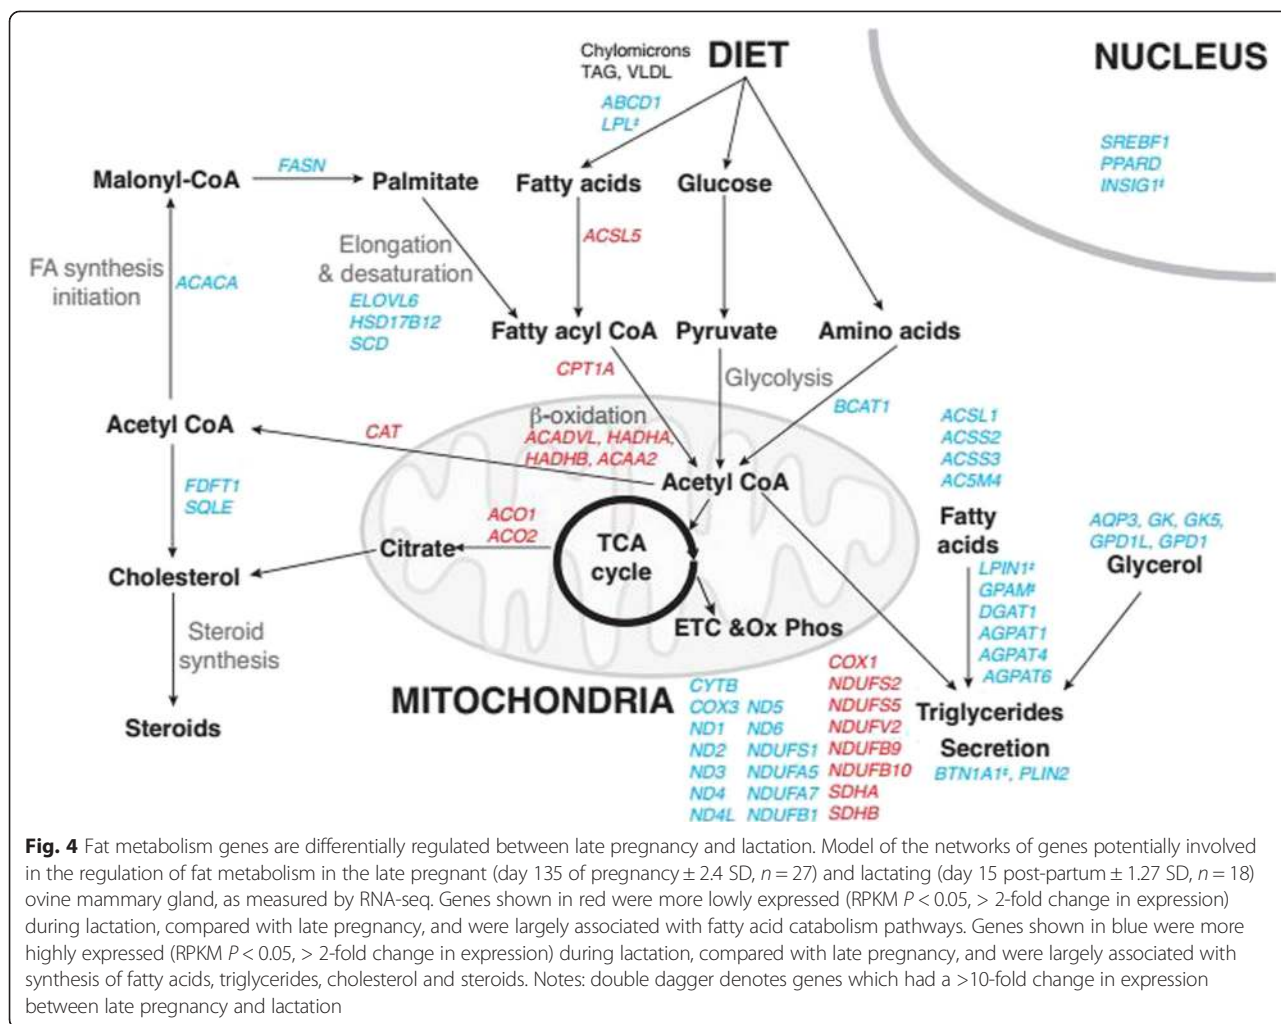 Chylomicrons
TAG, VLDL
DIET
NUCLEUS
ABCD1
LPL‡
SREBF1
PPARD
INSIG1‡
Malonyl-CoA
FASN
Palmitate
Fatty acids
Glucose
ACSL5
Elongation
& desaturation
ELOVL6
HSD17B12
SCD
FA synthesis
initiation
ACACA
Fatty acyl CoA
Pyruvate
Amino acids
CPT1A
Glycolysis
BCAT1
β-oxidation
ACADVL, HADHA,
HADHB, ACAA2
Acetyl CoA
CAT
Acetyl CoA
FDFT1
SQLE
ACO1
ACO2
Citrate
TCA
cycle
ETC &Ox Phos
Cholesterol
Steroid
synthesis
Steroids
MITOCHONDRIA
ACSL1
ACSS2
ACSS3
AC5M4
Fatty
acids
AQP3, GK, GK5,
GPD1L, GPD1
Glycerol
LPIN1‡
GPAM‡
DGAT1
AGPAT1
AGPAT4
AGPAT6
CYTB
COX3 ND5
ND1 ND6
ND2 NDUFS1
ND3 NDUFA5
ND4 NDUFA7
ND4L NDUFB1
COX1
NDUFS2
NDUFS5
NDUFV2
NDUFB9
NDUFB10
SDHA
SDHB
Triglycerides
Secretion
BTN1A1‡, PLIN2
Fig. 4 Fat metabolism genes are differentially regulated between late pregnancy and lactation. Model of the networks of genes potentially involved
in the regulation of fat metabolism in the late pregnant (day 135 of pregnancy ± 2.4 SD, n = 27) and lactating (day 15 post-partum ± 1.27 SD, n = 18)
ovine mammary gland, as measured by RNA-seq. Genes shown in red were more lowly expressed (RPKM P < 0.05, > 2-fold change in expression)
during lactation, compared with late pregnancy, and were largely associated with fatty acid catabolism pathways. Genes shown in blue were more
highly expressed (RPKM P < 0.05, > 2-fold change in expression) during lactation, compared with late pregnancy, and were largely associated with
synthesis of fatty acids, triglycerides, cholesterol and steroids. Notes: double dagger denotes genes which had a >10-fold change in expression
between late pregnancy and lactation